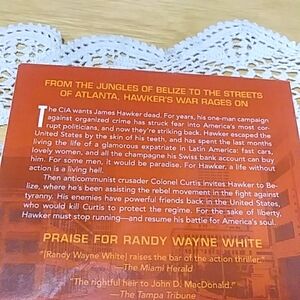 FROM THE JUNGLES OF BELIZE TO THE STREETS
OF ATLANTA, HAWKER'S WAR RAGES ON
The CIA wants James Hawker dead. For years, his one-man campaign
against organized crime has struck fear into America's most cor-
rupt politicians, and now they're striking back. Hawker escaped the
United States by the skin of his teeth, and has spent the last months
living the life of a glamorous expatriate in Latin America: fast cars,
lovely women, and all the champagne his Swiss bank account can buy
him. For some men, it would be paradise. For Hawker, a life without
action is a living hell.
Then anticommunist crusader Colonel Curtis invites Hawker to Be-
lize, where he's been assisting the rebel movement in the fight against
tyranny. His enemies have powerful friends back in the United States,
who would kill Curtis to protect the regime. For the sake of liberty,
Hawker must stop running—and resume his battle for America's soul.
PRAISE FOR RANDY WAYNE WHITE
"[Randy Wayne White] raises the bar of the action thriller."
—The Miami Herald
"The rightful heir to John D. MacDonald."
—The Tampa Tribune